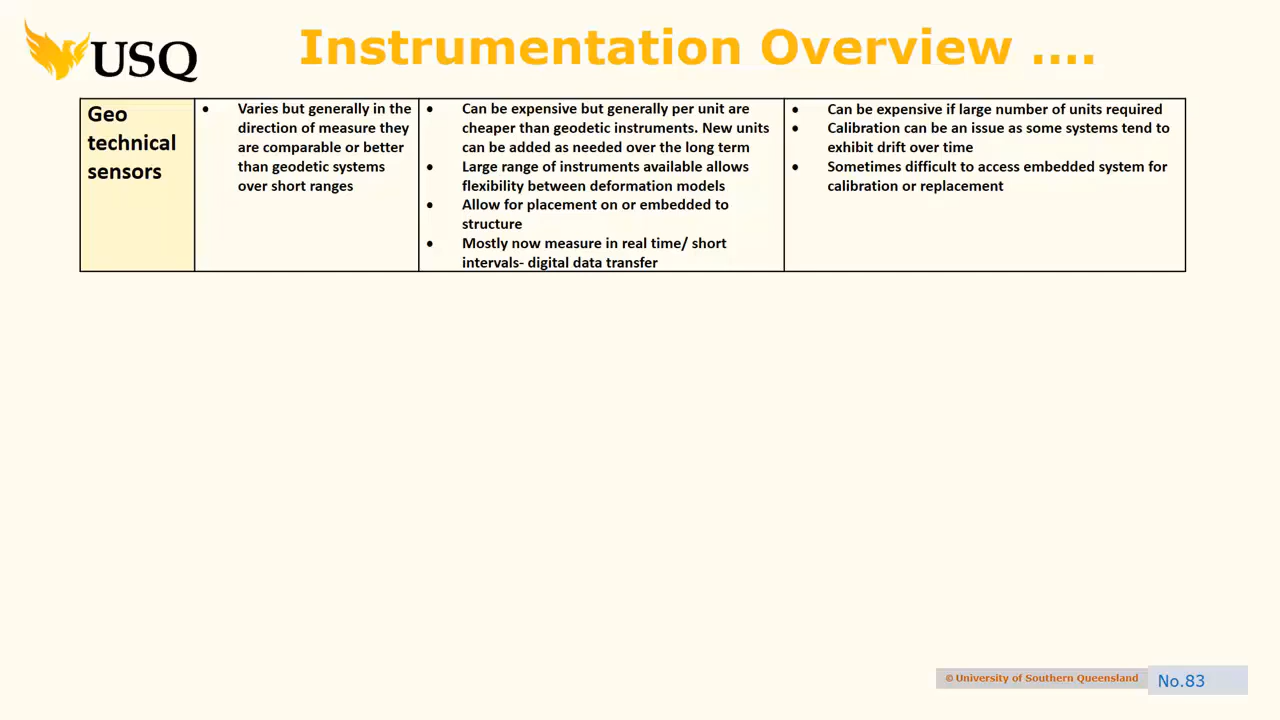 USQ
Instrumentation Overview ....
Geo
technical
sensors
• Varies but generally in the
direction of measure they
are comparable or better
than geodetic systems
over short ranges
• Can be expensive but generally per unit are
cheaper than geodetic instruments. New units
can be added as needed over the long term
• Large range of instruments available allows
flexibility between deformation models
• Allow for placement on or embedded to
structure
• Mostly now measure in real time/ short
intervals- digital data transfer
• Can be expensive if large number of units required
• Calibration can be an issue as some systems tend to
exhibit drift over time
• Sometimes difficult to access embedded system for
calibration or replacement
© University of Southern Queensland
No.83